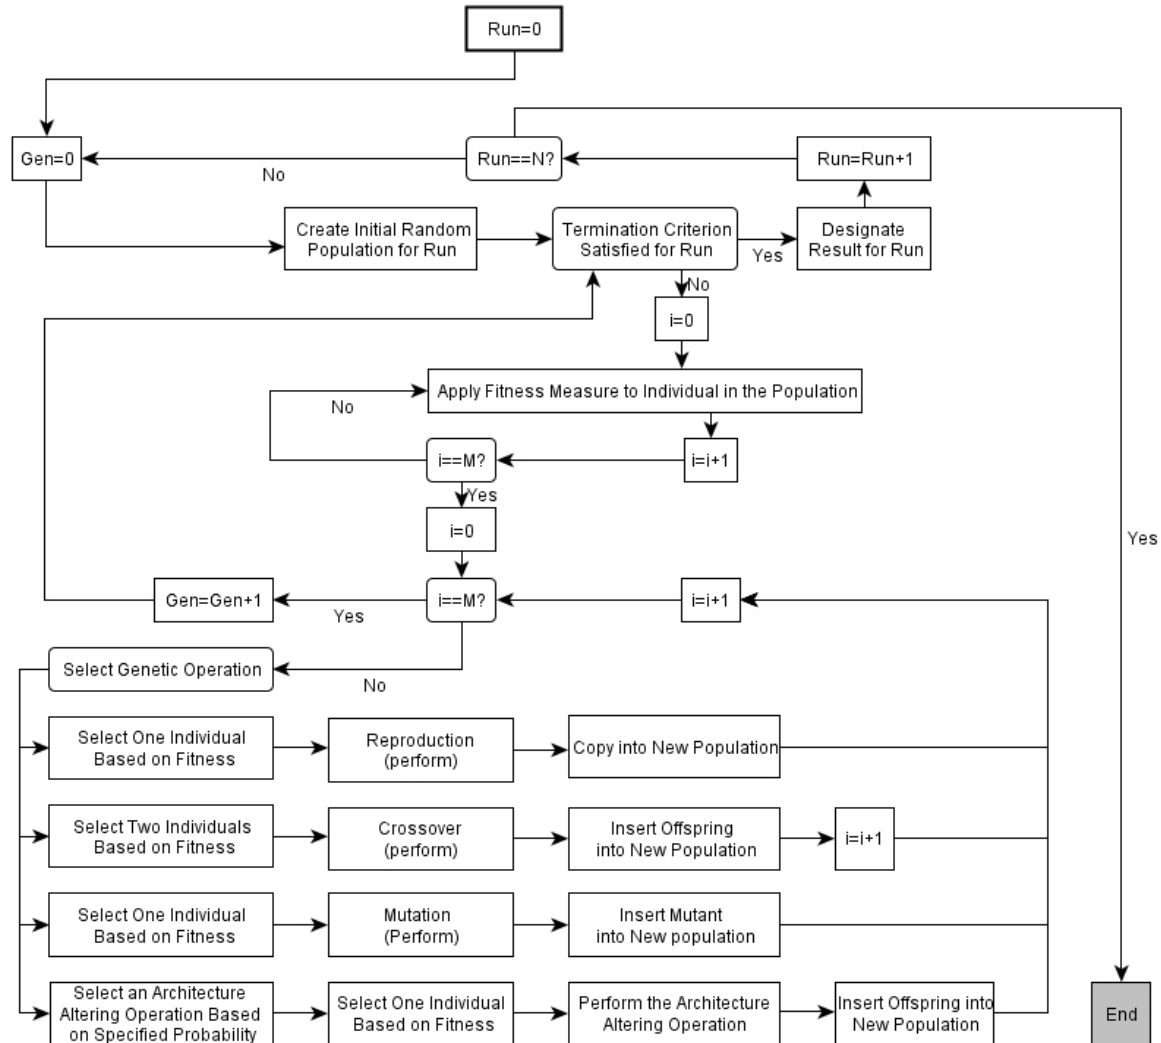 Run=0
Gen=0
Run==N?
Run=Run+1
No
Create Initial Random
Population for Run
Termination Criterion
Satisfied for Run
Yes
Designate
Result for Run
No
i=0
Apply Fitness Measure to Individual in the Population
No
i==M?
i=i+1
Yes
i=0
Yes
Gen=Gen+1
Yes
i==M?
i=i+1
Select Genetic Operation
No
Select One Individual
Based on Fitness
Reproduction
(perform)
Copy into New Population
Select Two Individuals
Based on Fitness
Crossover
(perform)
Insert Offspring
into New Population
i=i+1
Select One Individual
Based on Fitness
Mutation
(Perform)
Insert Mutant
into New population
Select an Architecture
Altering Operation Based
on Specified Probability
Select One Individual
Based on Fitness
Perform the Architecture
Altering Operation
Insert Offspring into
New Population
End